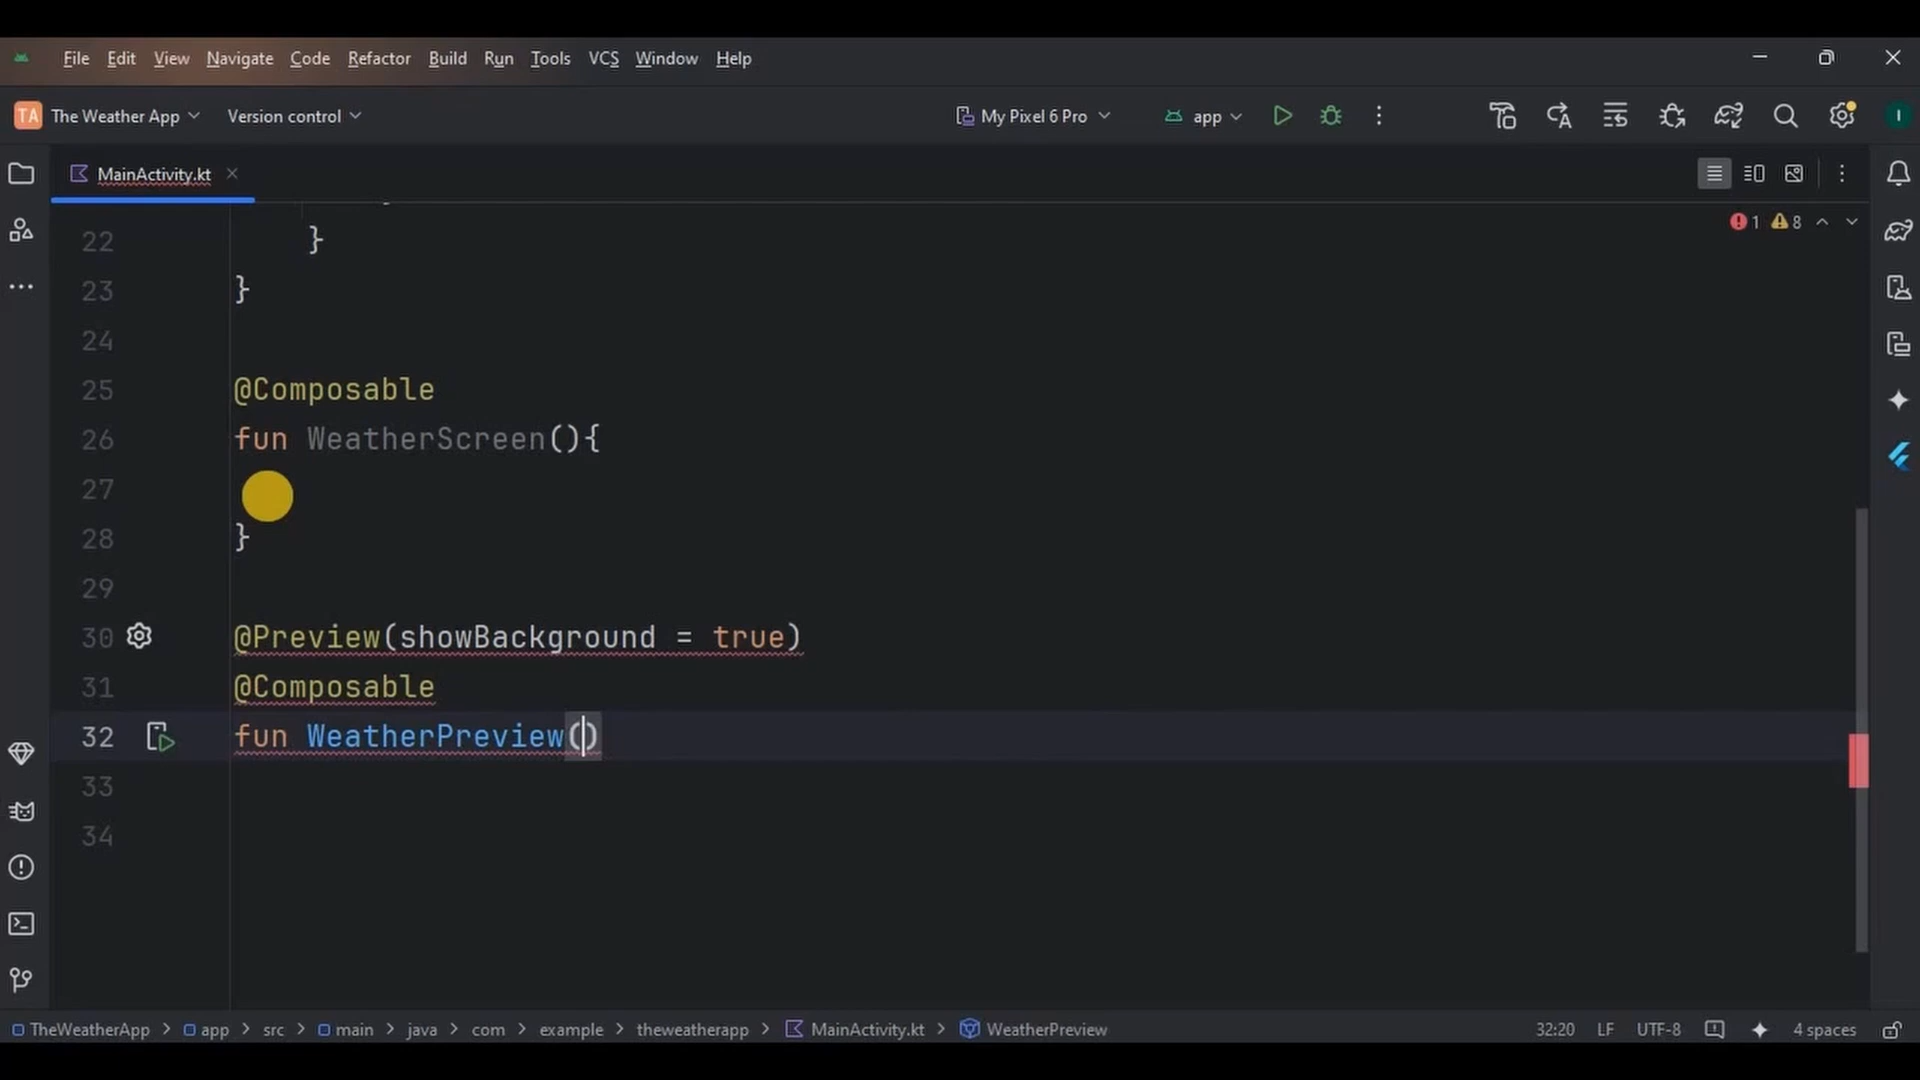 File Edit View Navigate Code Refactor Build Run Tools VCS Window Help
TA The Weather App Version control My Pixel 6 Pro app I
MainActivity.kt
1 8
22 }
23 }
24
25 @Composable
26 fun WeatherScreen(){
27
28 }
29
30 @Preview(showBackground = true)
31 @Composable
32 fun WeatherPreview()
33
34
TheWeatherApp > app > src > main > java > com > example > theweatherapp > MainActivity.kt > WeatherPreview 32:20 LF UTF-8 4 spaces